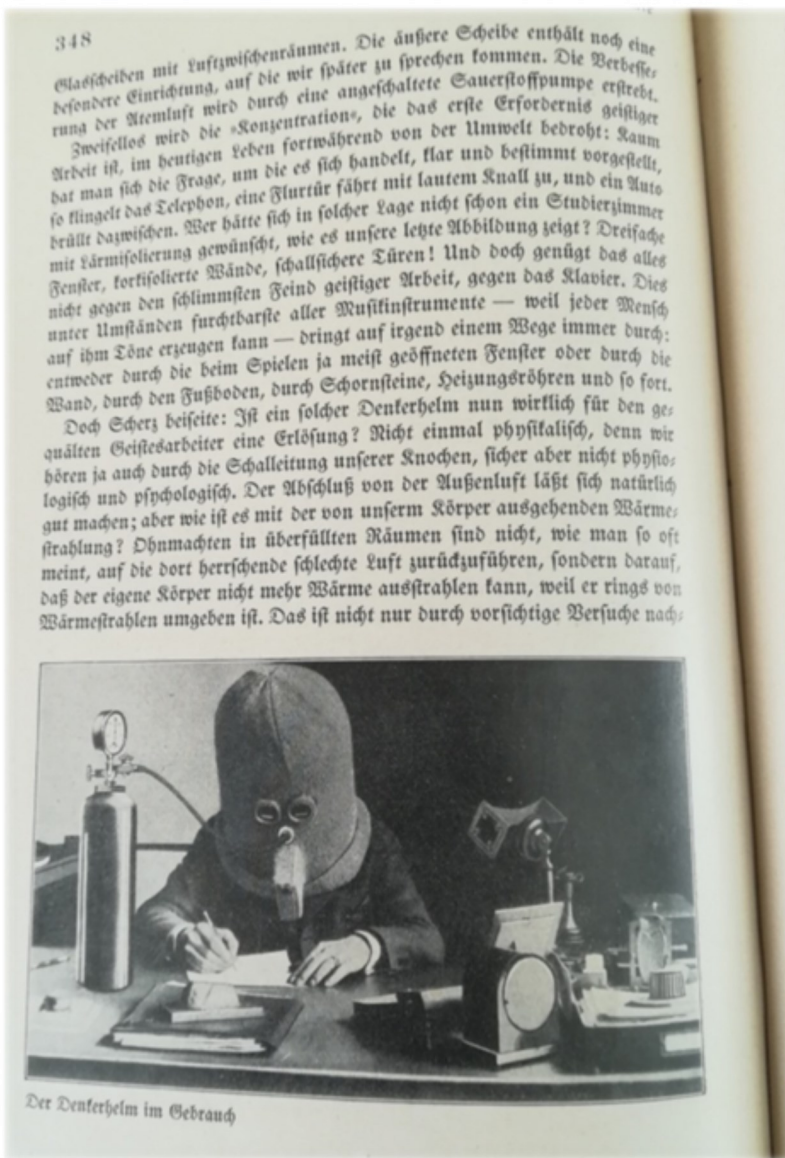 348
Glasscheiben mit Luftzwischenräumen. Die äußere Scheibe enthält noch eine
besondere Einrichtung, auf die wir später zu sprechen kommen. Die Verbesse-
rung der Atemluft wird durch eine angeschaltete Sauerstoffpumpe erstrebt.
Zweifellos wird die »Konzentration«, die das erste Erfordernis geistiger
Arbeit ist, im heutigen Leben fortwährend von der Umwelt bedroht: Kaum
hat man sich die Frage, um die es sich handelt, klar und bestimmt vorgestellt,
so klingelt das Telephon, eine Flurtür fährt mit lautem Knall zu, und ein Auto
brüllt dazwischen. Wer hätte sich in solcher Lage nicht schon ein Studierzimmer
mit Lärmisolierung gewünscht, wie es unsere letzte Abbildung zeigt? Dreifache
Fenster, korkisolierte Wände, schallsichere Türen! Und doch genügt das alles
nicht gegen den schlimmsten Feind geistiger Arbeit, gegen das Klavier. Dies
unter Umständen furchtbarste aller Musikinstrumente — weil jeder Mensch
auf ihm Töne erzeugen kann — dringt auf irgend einem Wege immer durch:
entweder durch die beim Spielen ja meist geöffneten Fenster oder durch die
Wand, durch den Fußboden, durch Schornsteine, Heizungsröhren und so fort.
Doch Scherz beiseite: Ist ein solcher Denkerhelm nun wirklich für den ge-
quälten Geistesarbeiter eine Erlösung? Nicht einmal physikalisch, denn wir
hören ja auch durch die Schalleitung unserer Knochen, sicher aber nicht physio-
logisch und psychologisch. Der Abschluß von der Außenluft läßt sich natürlich
gut machen; aber wie ist es mit der von unserm Körper ausgehenden Wärme-
strahlung? Ohnmachten in überfüllten Räumen sind nicht, wie man so oft
meint, auf die dort herrschende schlechte Luft zurückzuführen, sondern darauf,
daß der eigene Körper nicht mehr Wärme ausstrahlen kann, weil er rings von
Wärmestrahlen umgeben ist. Das ist nicht nur durch vorsichtige Versuche nach-
Der Denkerhelm im Gebrauch